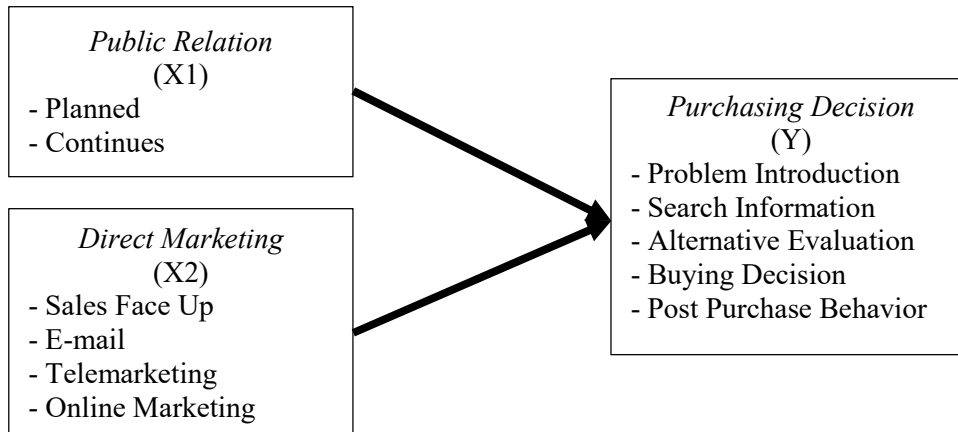 Public Relation
(X1)
- Planned
- Continues
Direct Marketing
(X2)
- Sales Face Up
- E-mail
- Telemarketing
- Online Marketing
Purchasing Decision
(Y)
- Problem Introduction
- Search Information
- Alternative Evaluation
- Buying Decision
- Post Purchase Behavior